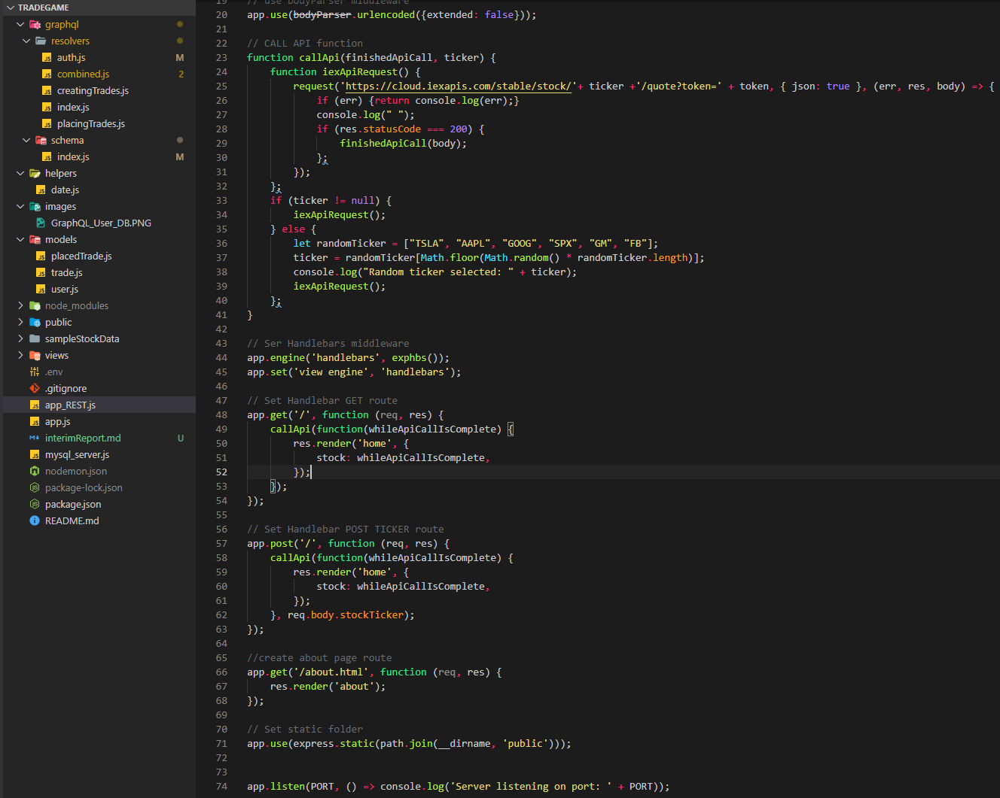 TRADEGAME
graphql
resolvers
auth.js M
combined.js 2
creatingTrades.js
index.js
placingTrades.js
schema
index.js M
helpers
date.js
images
GraphQL_User_DB.PNG
models
placedTrade.js
trade.js
user.js
node_modules
public
sampleStockData
views
.env
.gitignore
app_REST.js
app.js
interimReport.md U
mysql_server.js
nodemon.json
package-lock.json
package.json
README.md
19 // use bodyParser middleware
20 app.use(bodyParser.urlencoded({extended: false}));
21
22 // CALL API function
23 function callApi(finishedApiCall, ticker) {
24 function iexApiRequest() {
25 request('https://cloud.iexapis.com/stable/stock/'+ ticker +'/quote?token=' + token, { json: true }, (err, res, body) => {
26 if (err) {return console.log(err);}
27 console.log(" ");
28 if (res.statusCode === 200) {
29 finishedApiCall(body);
30 };
31 });
32 };
33 if (ticker != null) {
34 iexApiRequest();
35 } else {
36 let randomTicker = ["TSLA", "AAPL", "GOOG", "SPX", "GM", "FB"];
37 ticker = randomTicker[Math.floor(Math.random() * randomTicker.length)];
38 console.log("Random ticker selected: " + ticker);
39 iexApiRequest();
40 };
41 }
42
43 // Ser Handlebars middleware
44 app.engine('handlebars', exphbs());
45 app.set('view engine', 'handlebars');
46
47 // Set Handlebar GET route
48 app.get('/', function (req, res) {
49 callApi(function(whileApiCallIsComplete) {
50 res.render('home', {
51 stock: whileApiCallIsComplete,
52 });
53 });
54 });
55
56 // Set Handlebar POST TICKER route
57 app.post('/', function (req, res) {
58 callApi(function(whileApiCallIsComplete) {
59 res.render('home', {
60 stock: whileApiCallIsComplete,
61 });
62 }, req.body.stockTicker);
63 });
64
65 //create about page route
66 app.get('/about.html', function (req, res) {
67 res.render('about');
68 });
69
70 // Set static folder
71 app.use(express.static(path.join(__dirname, 'public')));
72
73
74 app.listen(PORT, () => console.log('Server listening on port: ' + PORT));